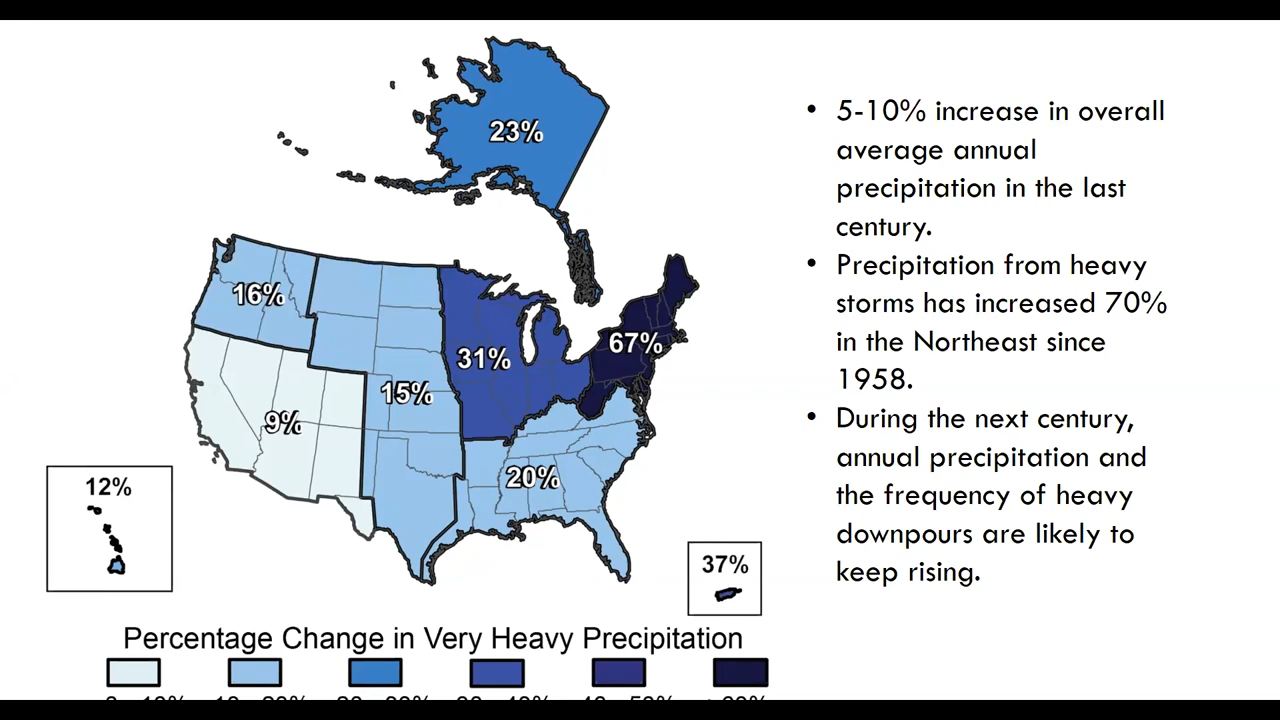 23%
16%
31%
67%
15%
9%
20%
12%
37%
Percentage Change in Very Heavy Precipitation
• 5-10% increase in overall
average annual
precipitation in the last
century.
• Precipitation from heavy
storms has increased 70%
in the Northeast since
1958.
• During the next century,
annual precipitation and
the frequency of heavy
downpours are likely to
keep rising.